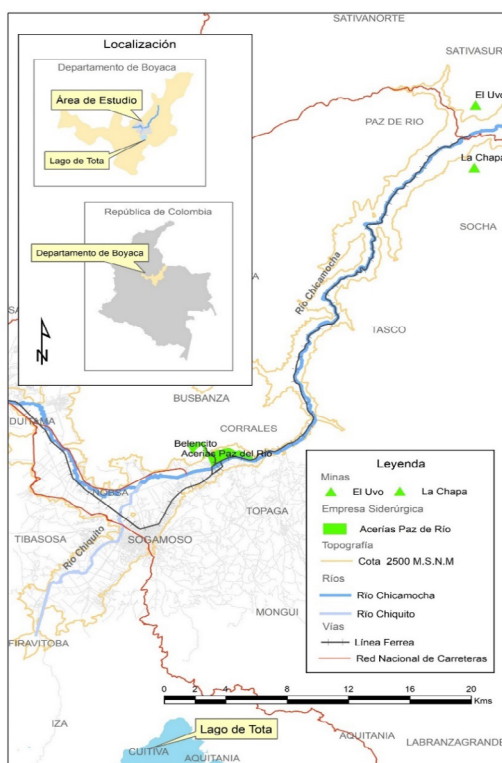 SATIVANORTE
SATIVASUR
El Uvo
PAZ DE RIO
La Chapa
SOCHA
Río Chicamocha
TASCO
BUSBANZA
CORRALES
Belencito
Acerías Paz del Río
DUITAMA
NOBSA
TOPAGA
TIBASOSA
Río Chiquito
SOGAMOSO
MONGUI
FIRAVITOBA
IZA
Lago de Tota
CUITIVA
AQUITANIA
AQUITANIA
LABRANZAGRANDE
Localización
Departamento de Boyaca
Área de Estudio
Lago de Tota
República de Colombia
Departamento de Boyaca
N
Leyenda
Minas
El Uvo La Chapa
Empresa Siderúrgica
Acerías Paz de Río
Topografía
Cota 2500 M.S.N.M
Ríos
Río Chicamocha
Río Chiquito
Vías
Línea Ferrea
Red Nacional de Carreteras
0 2 4 8 12 16 20
Kms